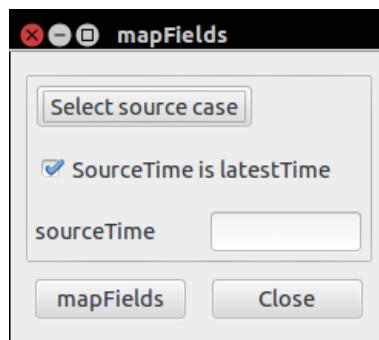 mapFields
Select source case
SourceTime is latestTime
sourceTime
mapFields Close